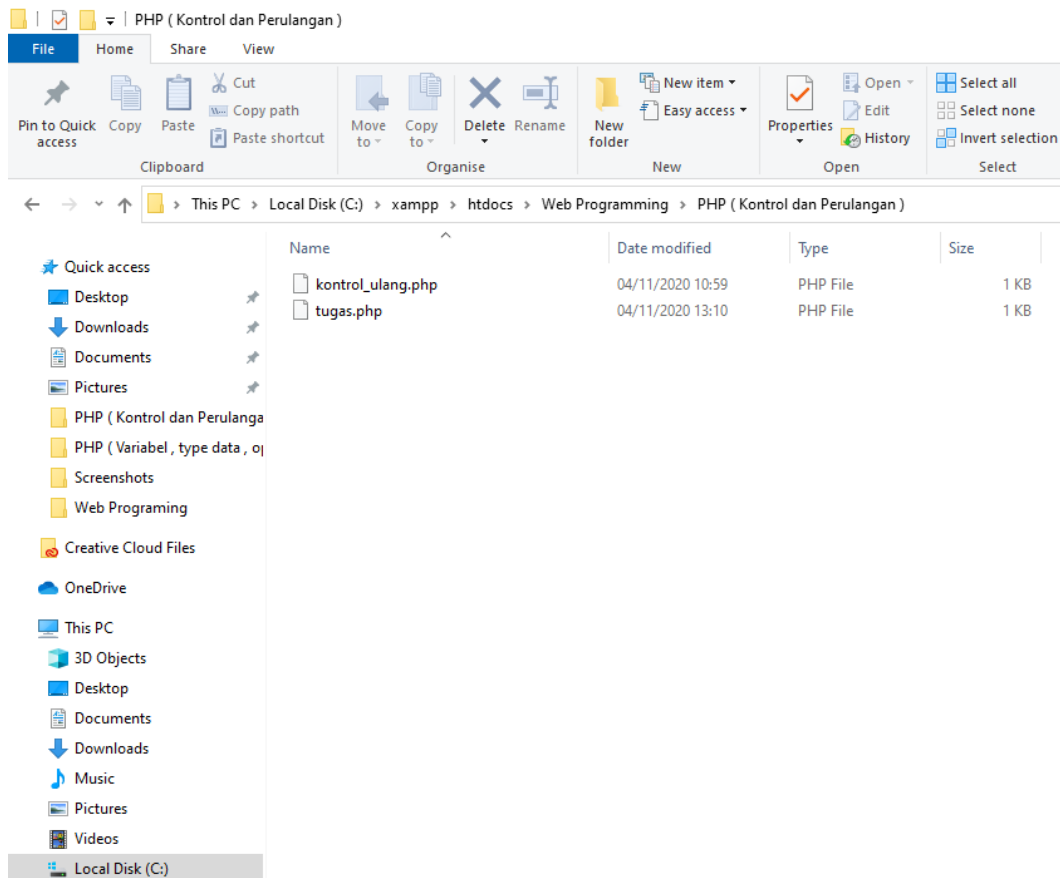 PHP ( Kontrol dan Perulangan )
File Home Share View
Pin to Quick access
Copy
Paste
Cut
Copy path
Paste shortcut
Clipboard
Move to
Copy to
Delete
Rename
Organise
New folder
New item
Easy access
New
Properties
Open
Edit
History
Open
Select all
Select none
Invert selection
Select
This PC > Local Disk (C:) > xampp > htdocs > Web Programming > PHP ( Kontrol dan Perulangan )
Name Date modified Type Size
kontrol_ulang.php 04/11/2020 10:59 PHP File 1 KB
tugas.php 04/11/2020 13:10 PHP File 1 KB
Quick access
Desktop
Downloads
Documents
Pictures
PHP ( Kontrol dan Perulanga
PHP ( Variabel , type data , o
Screenshots
Web Programing
Creative Cloud Files
OneDrive
This PC
3D Objects
Desktop
Documents
Downloads
Music
Pictures
Videos
Local Disk (C:)